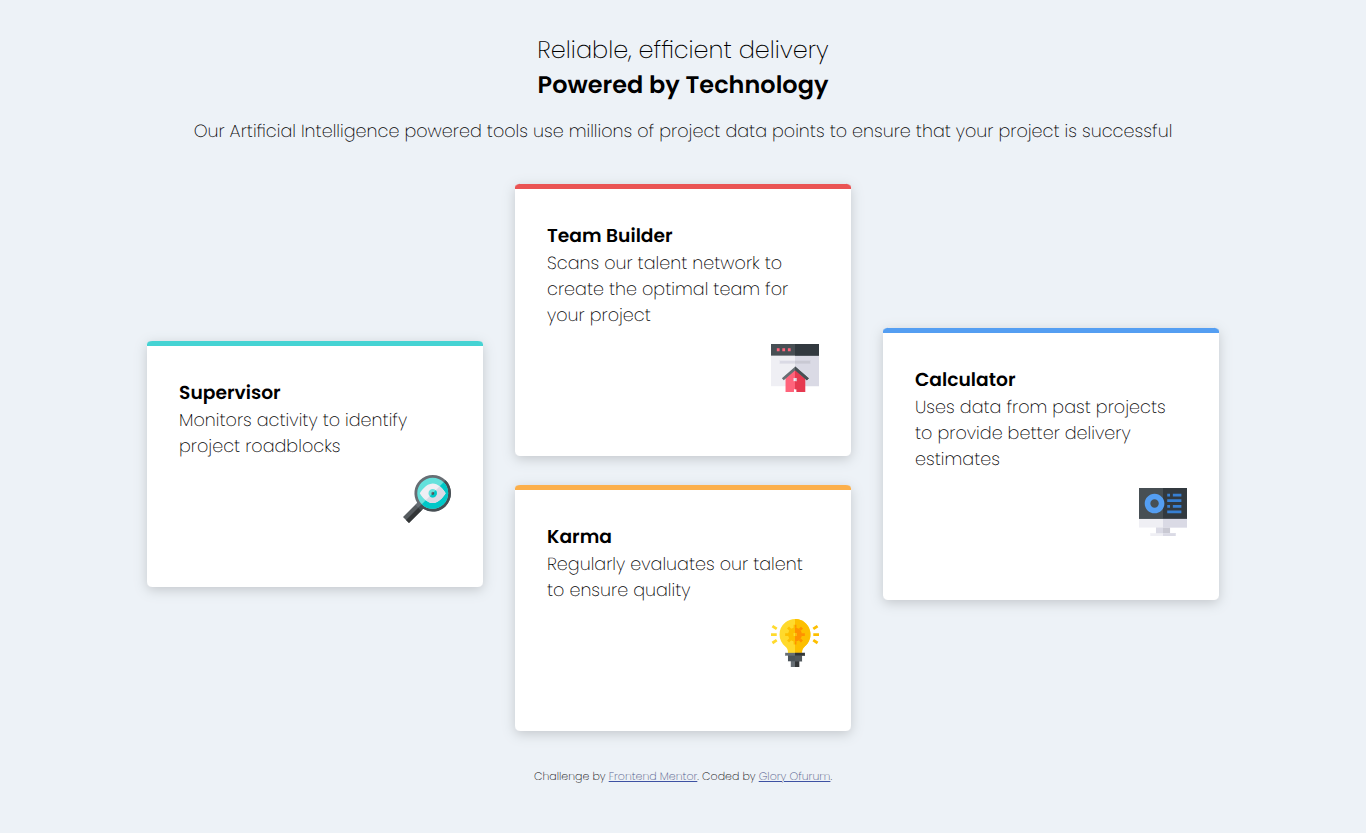 Reliable, efficient delivery
Powered by Technology
Our Artificial Intelligence powered tools use millions of project data points to ensure that your project is successful
Supervisor
Monitors activity to identify
project roadblocks
Team Builder
Scans our talent network to
create the optimal team for
your project
Karma
Regularly evaluates our talent
to ensure quality
Calculator
Uses data from past projects
to provide better delivery
estimates
Challenge by Frontend Mentor. Coded by Glory Ofurum.